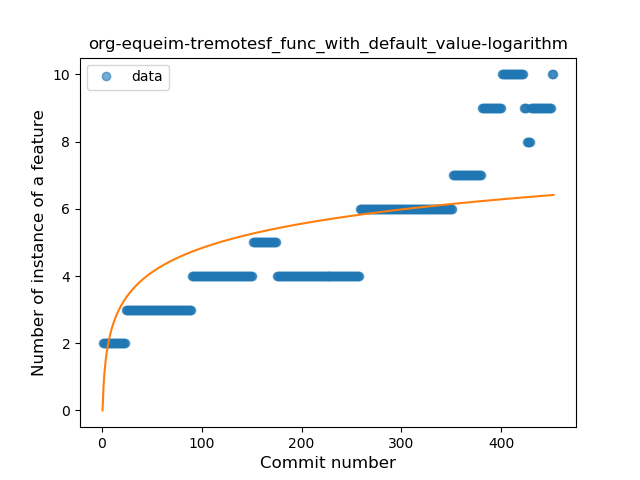 org-equeim-tremotesf_func_with_default_value-logarithm
data
Number of instance of a feature
10
8
6
4
2
0
0 100 200 300 400
Commit number